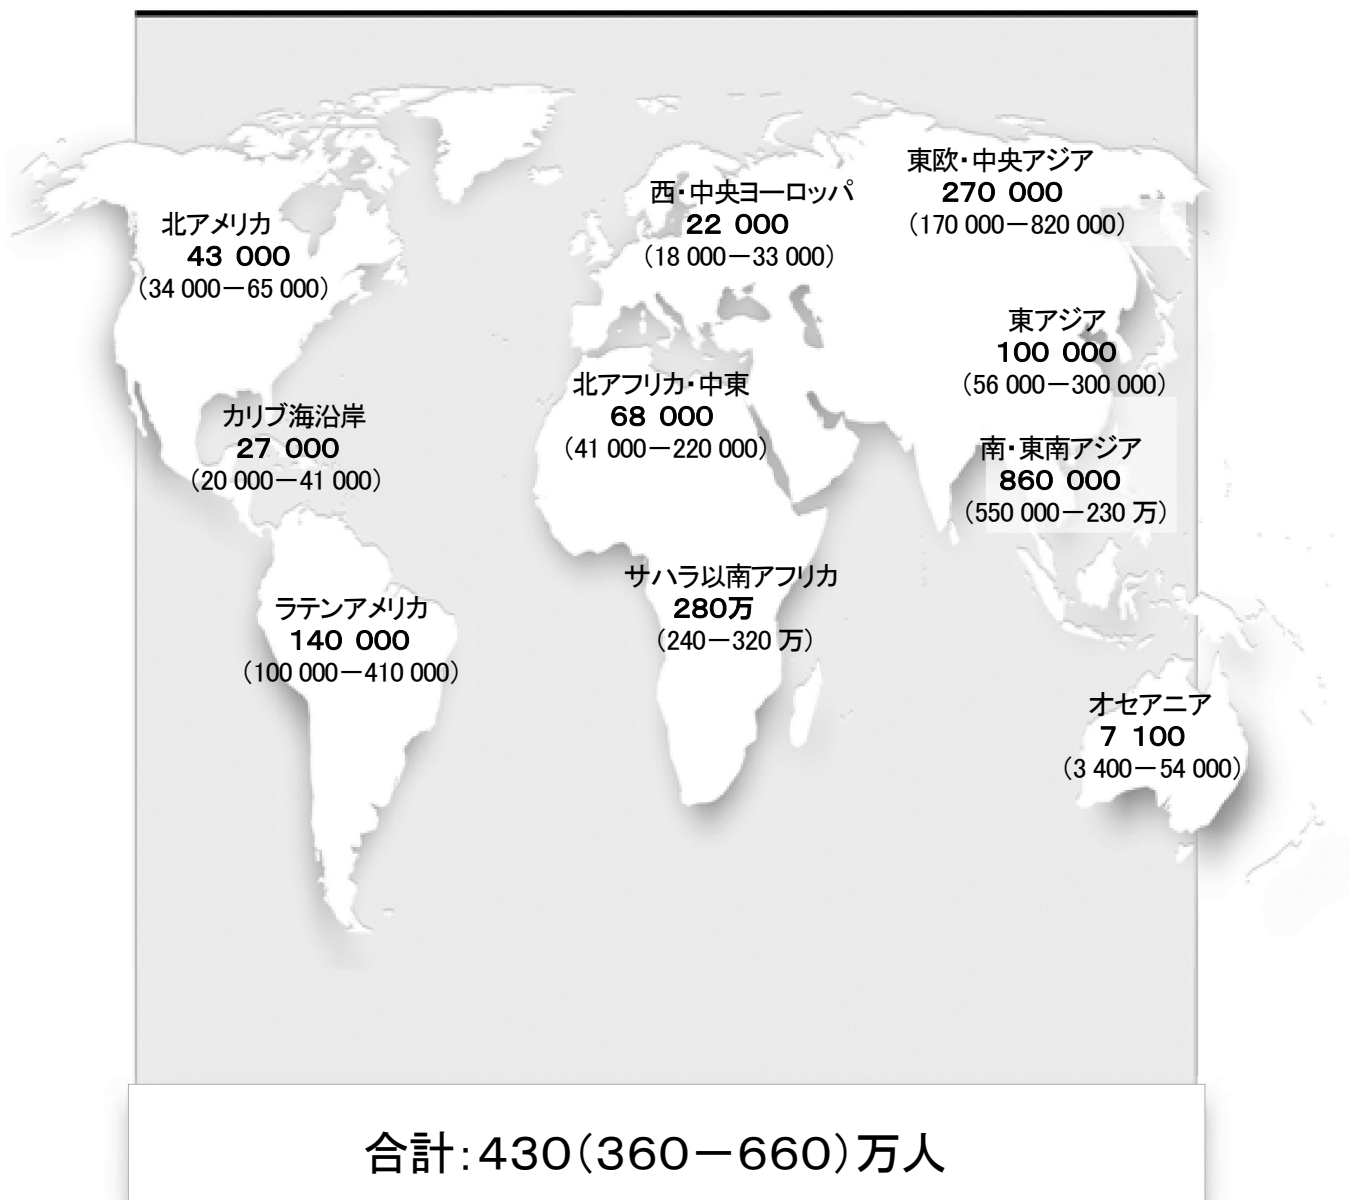 東欧・中央アジア
270 000
（170 000－820 000）
西・中央ヨーロッパ
22 000
（18 000－33 000）
北アメリカ
43 000
（34 000－65 000）
東アジア
100 000
（56 000－300 000）
北アフリカ・中東
68 000
（41 000－220 000）
カリブ海沿岸
27 000
（20 000－41 000）
南・東南アジア
860 000
（550 000－230 万）
サハラ以南アフリカ
280万
（240－320 万）
ラテンアメリカ
140 000
（100 000－410 000）
オセアニア
7 100
（3 400－54 000）
合計：430（360－660）万人